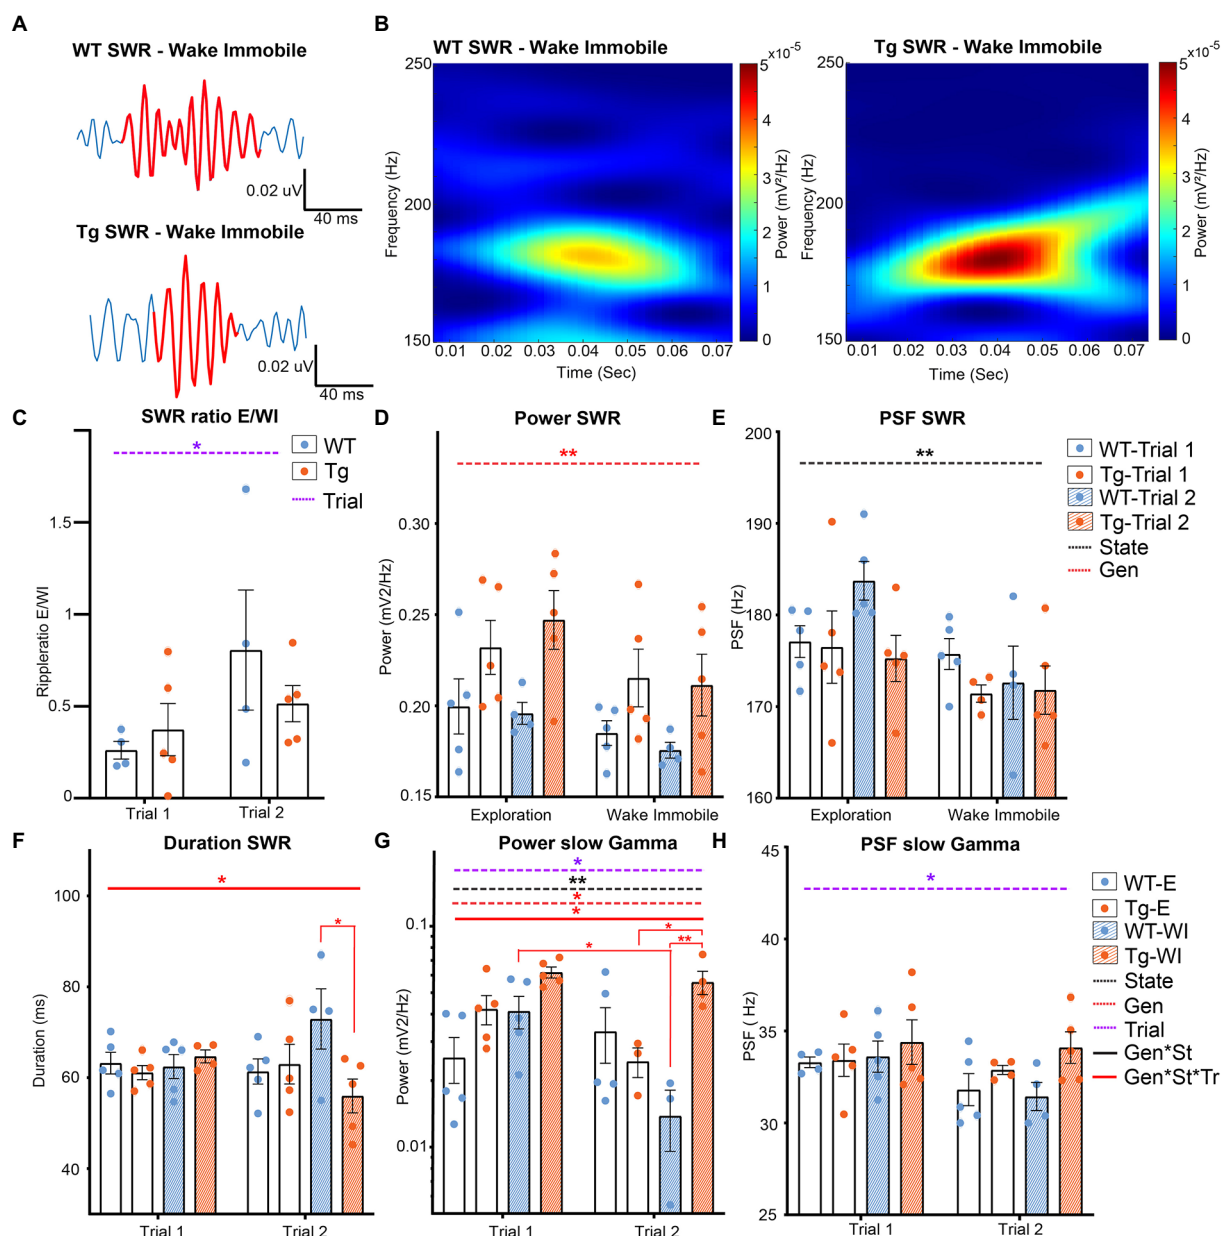 A
WT SWR - Wake Immobile
0.02 uV
40 ms
Tg SWR - Wake Immobile
0.02 uV
40 ms
B
WT SWR - Wake Immobile
250
200
150
Frequency (Hz)
0.01 0.02 0.03 0.04 0.05 0.06 0.07
Time (Sec)
x10-5
5
4
3
2
1
0
Power (mV²/Hz)
Tg SWR - Wake Immobile
250
200
150
Frequency (Hz)
0.01 0.02 0.03 0.04 0.05 0.06 0.07
Time (Sec)
x10-5
5
4
3
2
1
0
Power (mV²/Hz)
C
SWR ratio E/WI
*
WT
Tg
Trial
1.5
1
0.5
0
Rippleratio E/WI
Trial 1 Trial 2
D
Power SWR
**
0.30
0.25
0.20
0.15
Power (mV2/Hz)
Exploration Wake Immobile
E
PSF SWR
**
200
190
180
170
160
PSF (Hz)
Exploration Wake Immobile
WT-Trial 1
Tg-Trial 1
WT-Trial 2
Tg-Trial 2
State
Gen
F
Duration SWR
*
*
100
80
60
40
Duration (ms)
Trial 1 Trial 2
G
Power slow Gamma
*
**
*
*
*
*
**
0.1
0.01
Power (mV2/Hz)
Trial 1 Trial 2
H
PSF slow Gamma
*
45
40
35
30
25
PSF ( Hz)
Trial 1 Trial 2
WT-E
Tg-E
WT-WI
Tg-WI
State
Gen
Trial
Gen*St
Gen*St*Tr